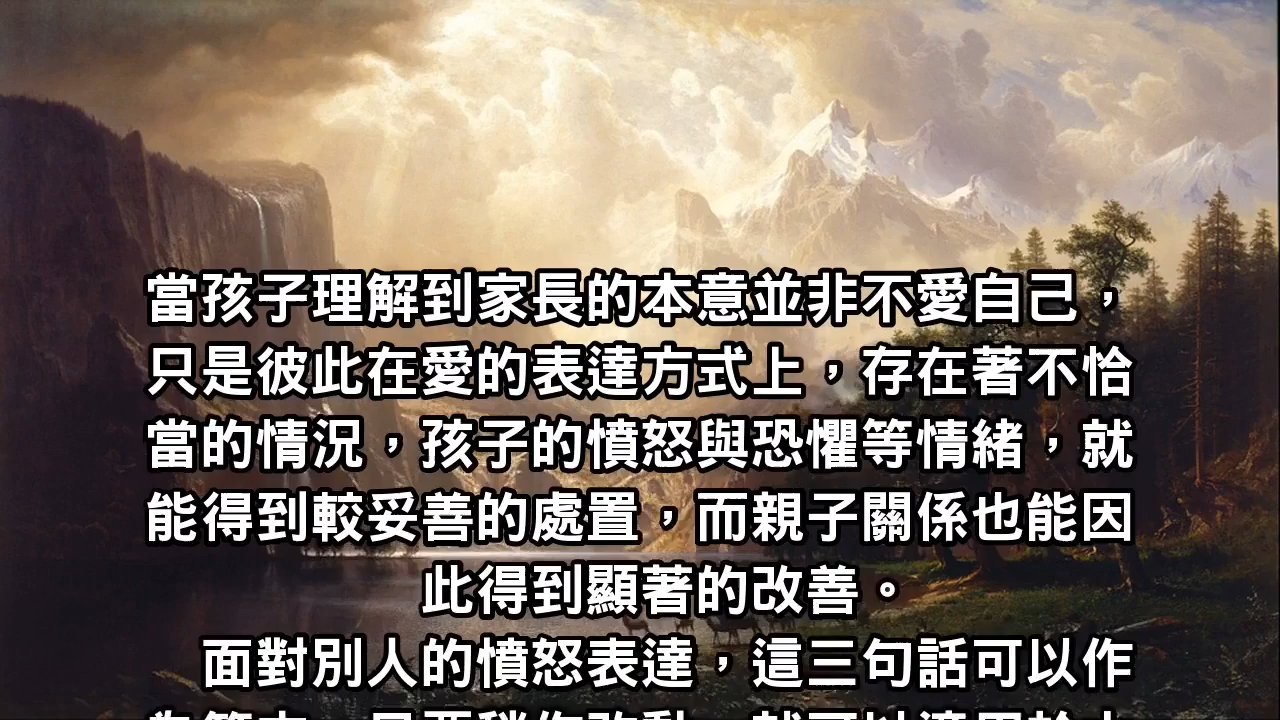 當孩子理解到家長的本意並非不愛自己，
只是彼此在愛的表達方式上，存在著不恰
當的情況，孩子的憤怒與恐懼等情緒，就
能得到較妥善的處置，而親子關係也能因
此得到顯著的改善。
面對別人的憤怒表達，這三句話可以作